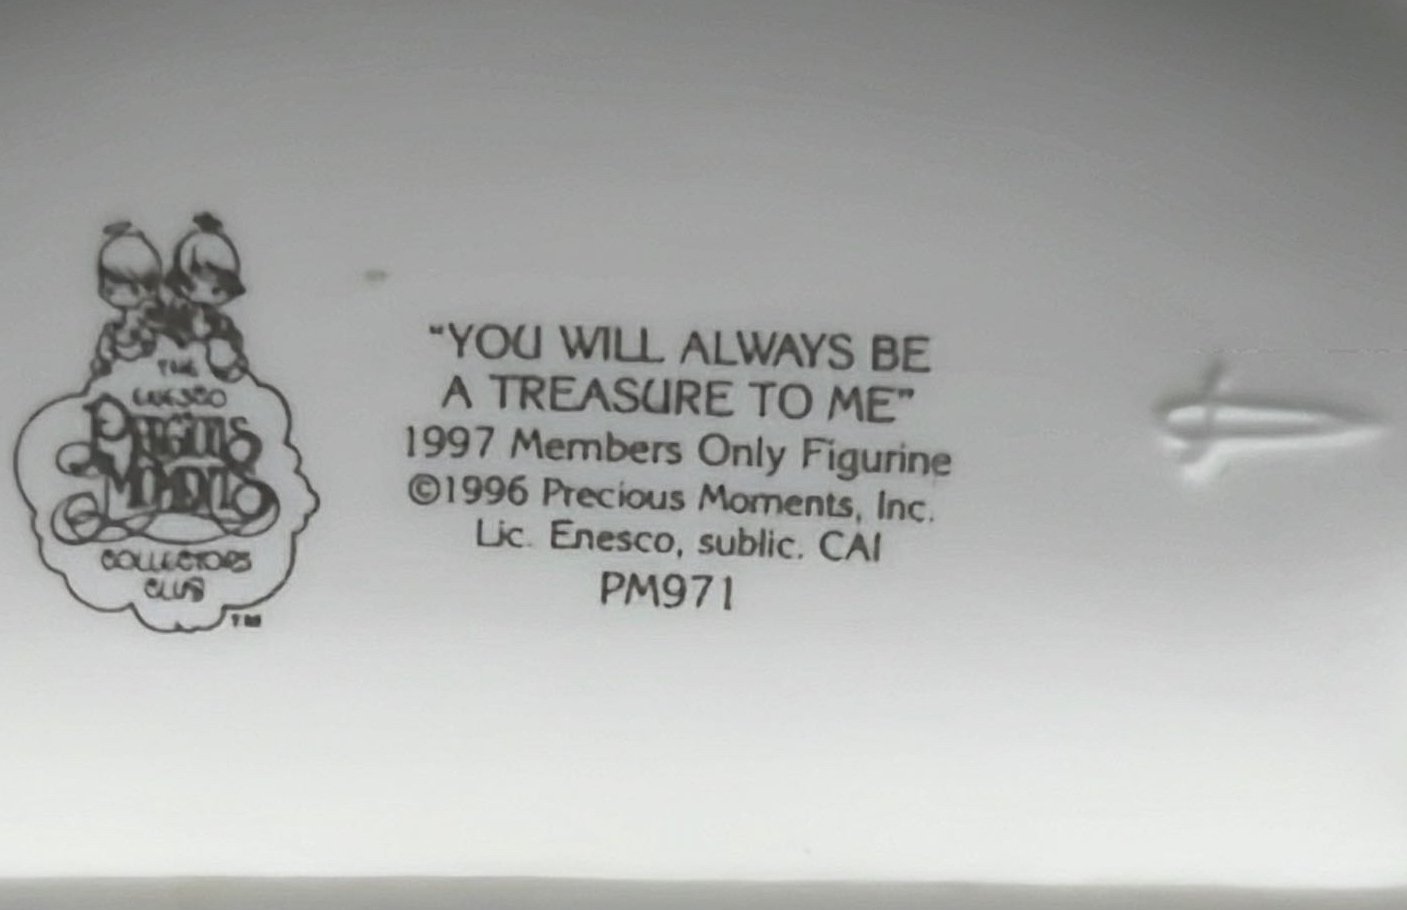 THE
ENESCO
PRECIOUS
MOMENTS
COLLECTORS
CLUB
TM
"YOU WILL ALWAYS BE
A TREASURE TO ME"
1997 Members Only Figurine
©1996 Precious Moments, Inc.
Lic. Enesco, sublic. CAI
PM971